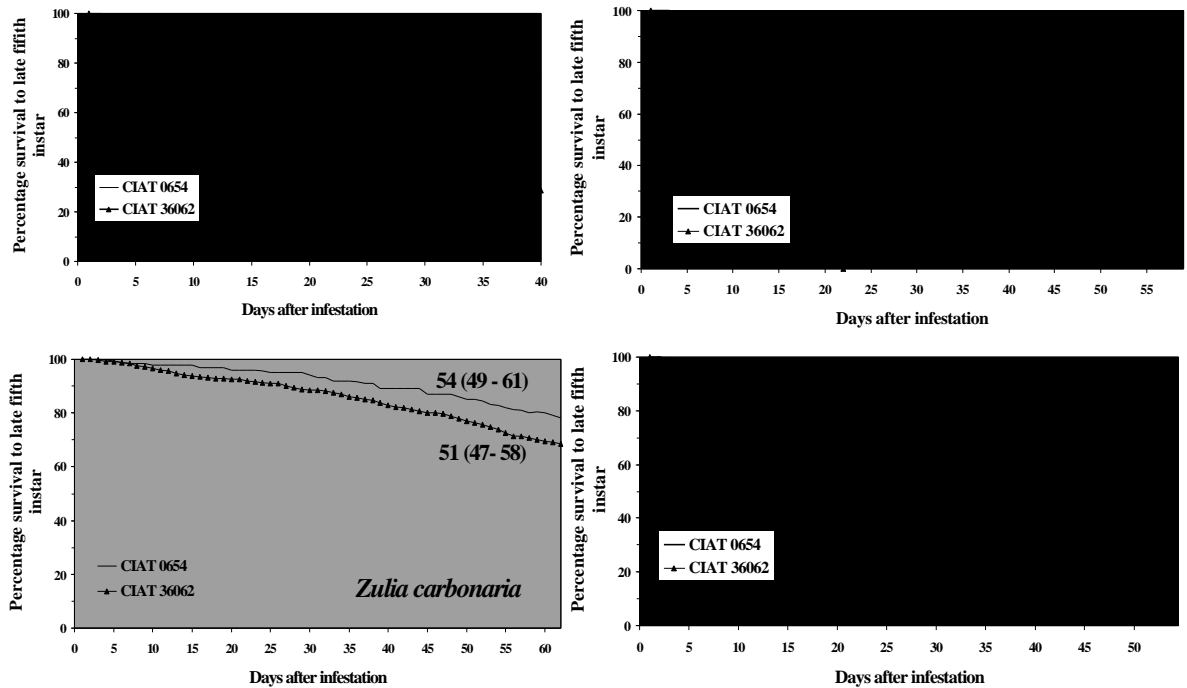 Percentage survival to late fifith
instar
100
80
60
40
20
0
CIAT 0654
CIAT 36062
0 5 10 15 20 25 30 35 40
Days after infestation
Percentage survival to late fifith
instar
100
80
60
40
20
0
CIAT 0654
CIAT 36062
0 5 10 15 20 25 30 35 40 45 50 55
Days after infestation
Percentage survival to late fifith
instar
100
80
60
40
20
0
54 (49 - 61)
51 (47- 58)
CIAT 0654
CIAT 36062
Zulia carbonaria
0 5 10 15 20 25 30 35 40 45 50 55 60
Days after infestation
Percentage survival to late fifth
instar
100
80
60
40
20
0
CIAT 0654
CIAT 36062
0 5 10 15 20 25 30 35 40 45 50
Days after infestation